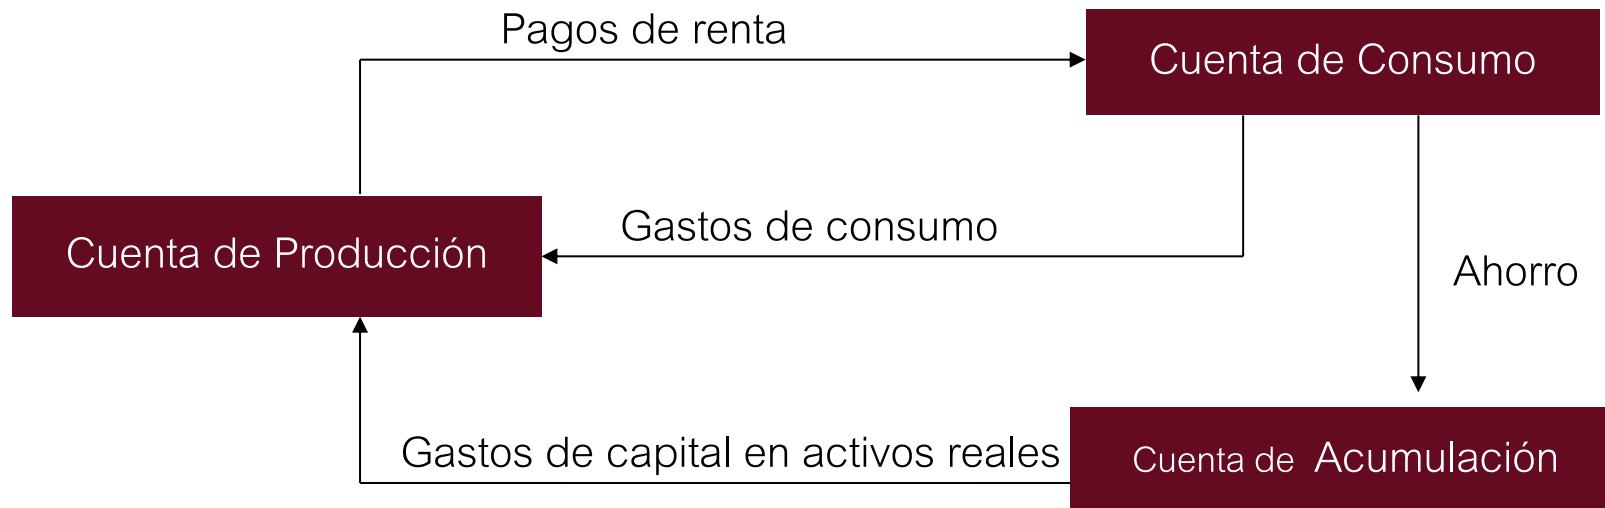 Pagos de renta
Cuenta de Consumo
Cuenta de Producción
Gastos de consumo
Ahorro
Gastos de capital en activos reales
Cuenta de Acumulación